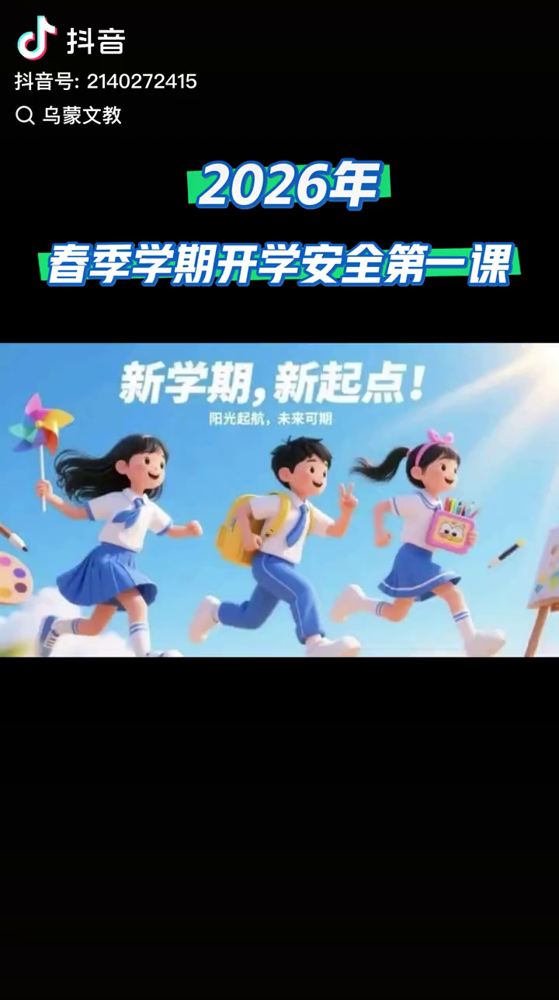 抖音
抖音号: 2140272415
乌蒙文教
2026年
春季学期开学安全第一课
新学期,新起点!
阳光起航，未来可期